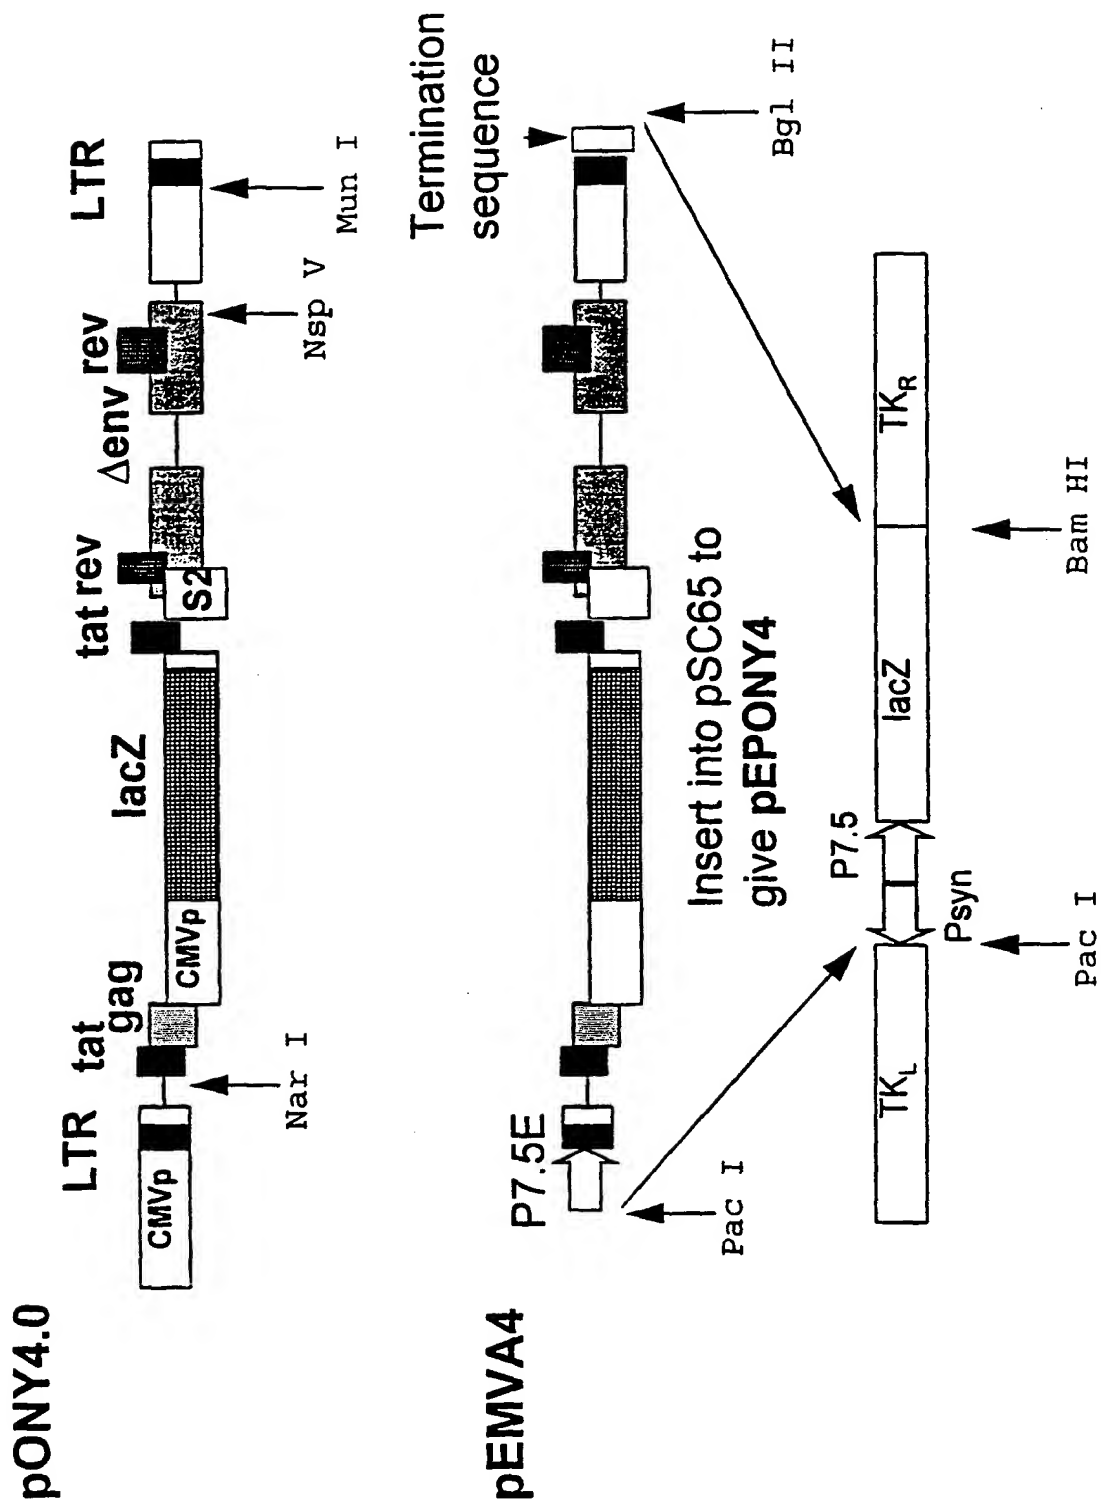 pONY4.0
LTR
tat
gag
lacZ
tat rev
Δenv
rev
LTR
CMVp
CMVp
S2
Nar I
Nsp V
Mun I
pEMVA4
P7.5E
Termination
sequence
Pac I
Bgl II
Insert into pSC65 to
give pEPONY4
P7.5
TKL
lacZ
TKR
Psyn
Pac I
Bam HI